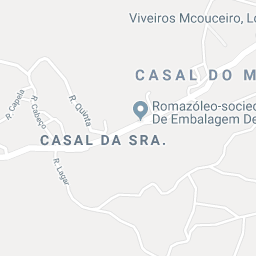 Viveiros Mcouceiro, Lo
CASAL DO M
Romazóleo-socied
De Embalagem De
R. Quinta
R. Capela
R. Cabeço
CASAL DA SRA.
R. Lagar